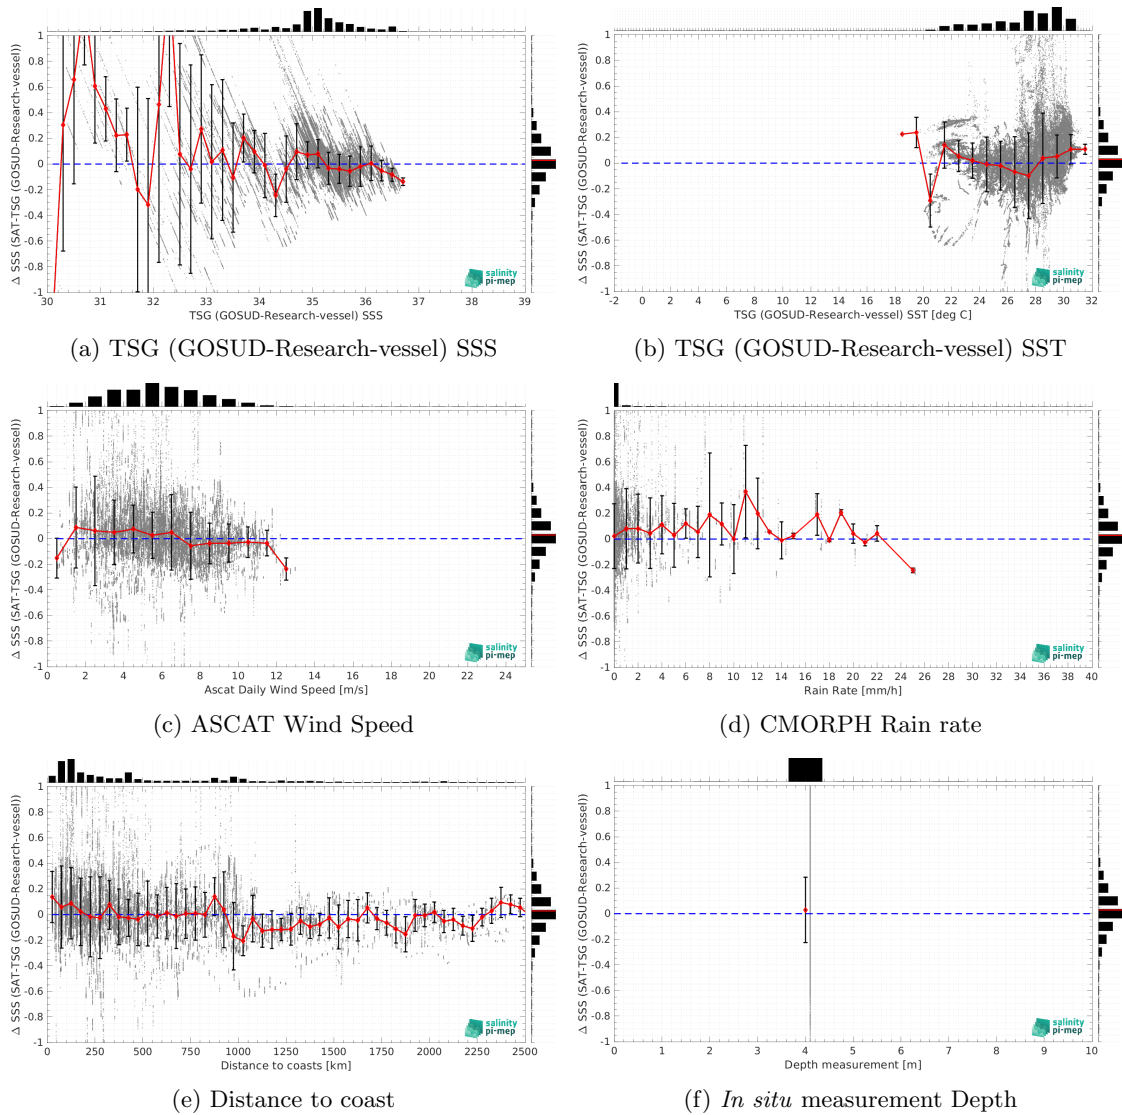 Δ SSS (SAT-TSG (GOSUD-Research-vessel))
1
0.8
0.6
0.4
0.2
0
-0.2
-0.4
-0.6
-0.8
-1
30 31 32 33 34 35 36 37 38 39
TSG (GOSUD-Research-vessel) SSS
salinity
pi-mep
(a) TSG (GOSUD-Research-vessel) SSS
Δ SSS (SAT-TSG (GOSUD-Research-vessel))
1
0.8
0.6
0.4
0.2
0
-0.2
-0.4
-0.6
-0.8
-1
-2 0 2 4 6 8 10 12 14 16 18 20 22 24 26 28 30 32
TSG (GOSUD-Research-vessel) SST [deg C]
salinity
pi-mep
(b) TSG (GOSUD-Research-vessel) SST
Δ SSS (SAT-TSG (GOSUD-Research-vessel))
1
0.8
0.6
0.4
0.2
0
-0.2
-0.4
-0.6
-0.8
-1
0 2 4 6 8 10 12 14 16 18 20 22 24
Ascat Daily Wind Speed [m/s]
salinity
pi-mep
(c) ASCAT Wind Speed
Δ SSS (SAT-TSG (GOSUD-Research-vessel))
1
0.8
0.6
0.4
0.2
0
-0.2
-0.4
-0.6
-0.8
-1
0 2 4 6 8 10 12 14 16 18 20 22 24 26 28 30 32 34 36 38 40
Rain Rate [mm/h]
salinity
pi-mep
(d) CMORPH Rain rate
Δ SSS (SAT-TSG (GOSUD-Research-vessel))
1
0.8
0.6
0.4
0.2
0
-0.2
-0.4
-0.6
-0.8
-1
0 250 500 750 1000 1250 1500 1750 2000 2250 2500
Distance to coasts [km]
salinity
pi-mep
(e) Distance to coast
Δ SSS (SAT-TSG (GOSUD-Research-vessel))
1
0.8
0.6
0.4
0.2
0
-0.2
-0.4
-0.6
-0.8
-1
0 1 2 3 4 5 6 7 8 9 10
Depth measurement [m]
salinity
pi-mep
(f) In situ measurement Depth